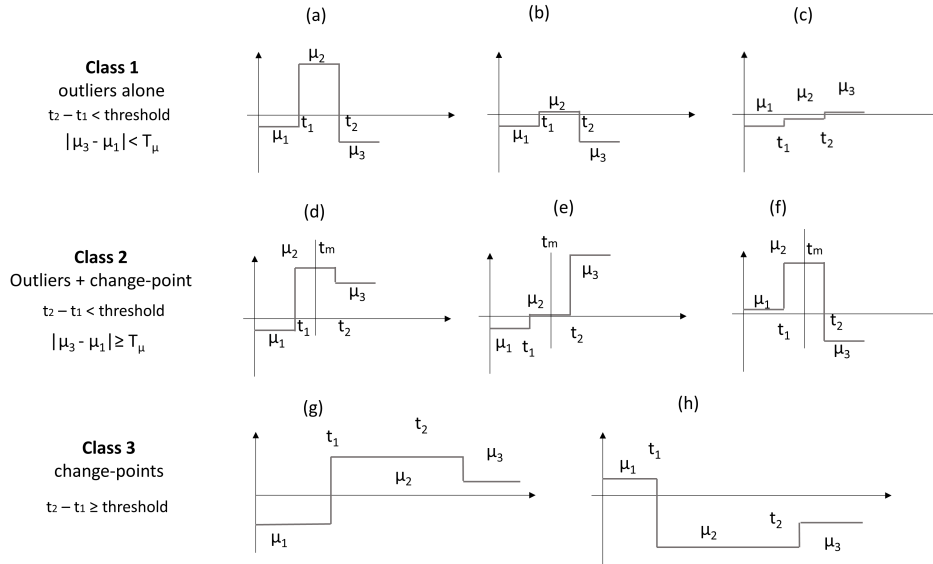 (a) (b) (c)
Class 1
outliers alone
t₂ – t₁ < threshold
|μ₃ - μ₁| < Tμ
μ₂
t₁ t₂
μ₁
μ₃
μ₂
t₁ t₂
μ₁
μ₃
μ₃
μ₂
μ₁
t₁ t₂
(d) (e) (f)
Class 2
Outliers + change-point
t₂ – t₁ < threshold
|μ₃ - μ₁| ≥ Tμ
μ₂ tm
μ₃
t₁ t₂
μ₁
tm
μ₃
μ₂
μ₁ t₁ t₂
μ₂ tm
μ₁
t₁ t₂
μ₃
(g) (h)
Class 3
change-points
t₂ – t₁ ≥ threshold
t₂
t₁
μ₃
μ₂
μ₁
t₁
μ₁
μ₂ t₂
μ₃